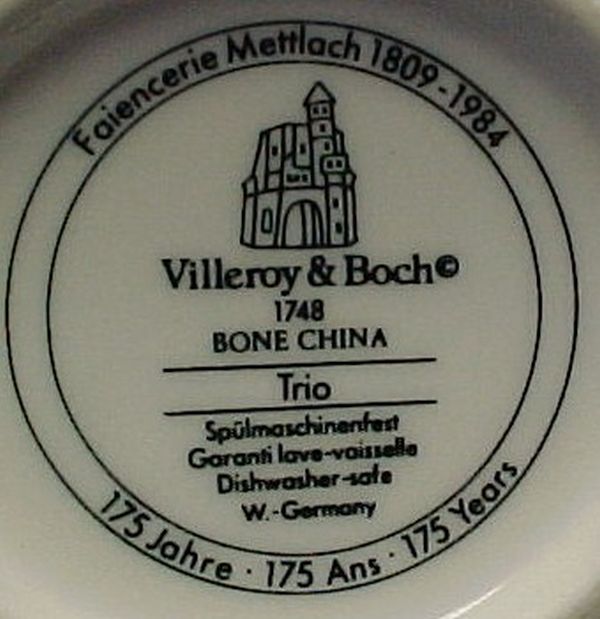 Faiencerie Mettlach 1809-1984
Villeroy & Boch©
1748
BONE CHINA
Trio
Spülmaschinenfest
Garanti lave-vaisselle
Dishwasher-safe
W.-Germany
175 Jahre · 175 Ans · 175 Years